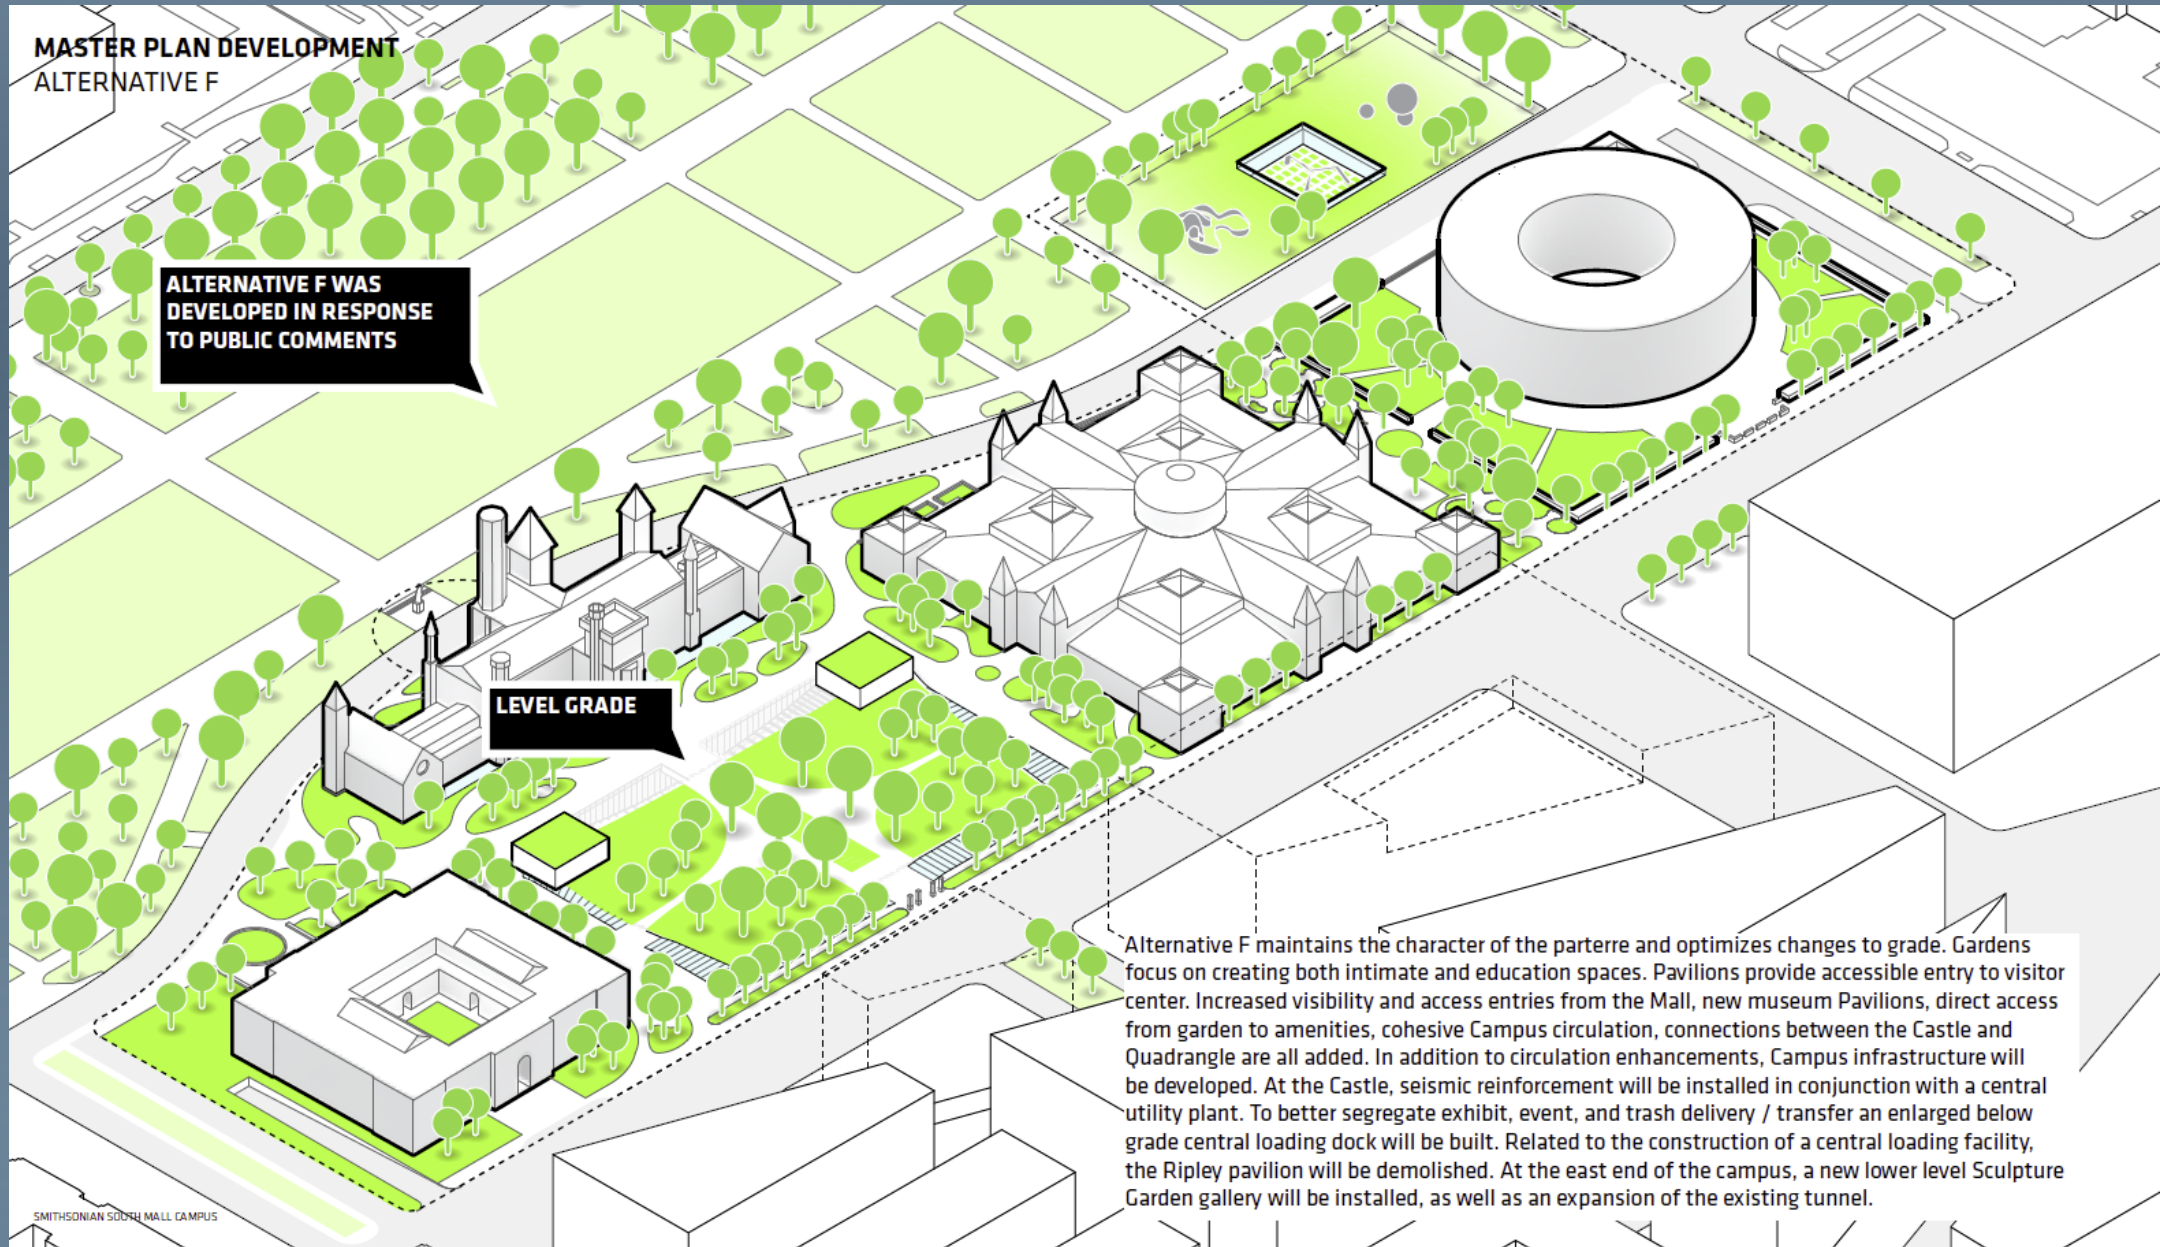 MASTER PLAN DEVELOPMENT
ALTERNATIVE F
ALTERNATIVE F WAS
DEVELOPED IN RESPONSE
TO PUBLIC COMMENTS
LEVEL GRADE
Alternative F maintains the character of the parterre and optimizes changes to grade. Gardens
focus on creating both intimate and education spaces. Pavilions provide accessible entry to visitor
center. Increased visibility and access entries from the Mall, new museum Pavilions, direct access
from garden to amenities, cohesive Campus circulation, connections between the Castle and
Quadrangle are all added. In addition to circulation enhancements, Campus infrastructure will
be developed. At the Castle, seismic reinforcement will be installed in conjunction with a central
utility plant. To better segregate exhibit, event, and trash delivery / transfer an enlarged below
grade central loading dock will be built. Related to the construction of a central loading facility,
the Ripley pavilion will be demolished. At the east end of the campus, a new lower level Sculpture
Garden gallery will be installed, as well as an expansion of the existing tunnel.
SMITHSONIAN SOUTH MALL CAMPUS